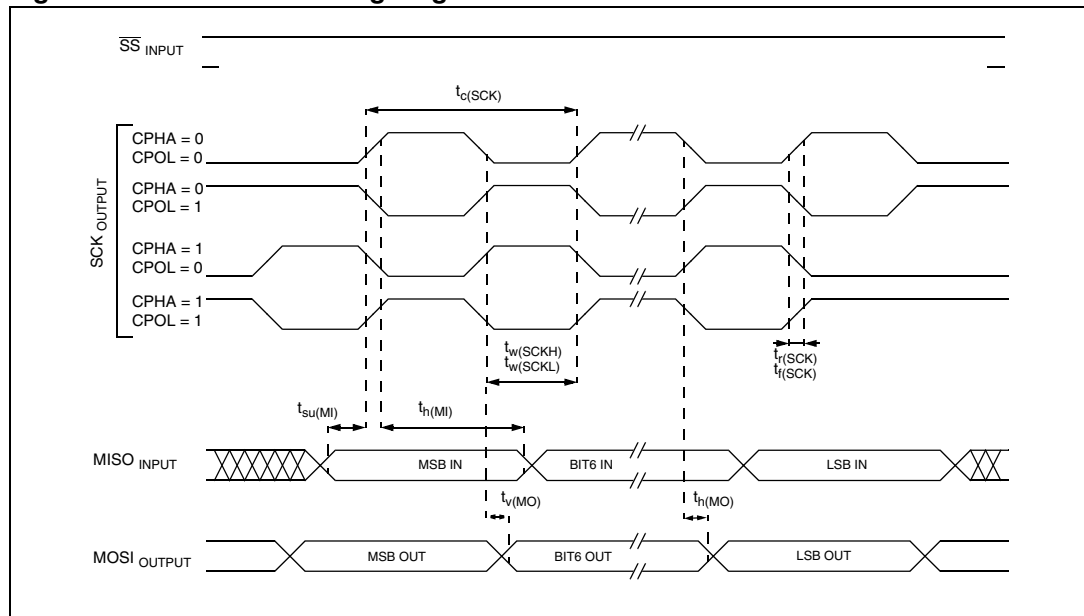 SS INPUT
tc(SCK)
SCK OUTPUT
CPHA = 0
CPOL = 0
CPHA = 0
CPOL = 1
CPHA = 1
CPOL = 0
CPHA = 1
CPOL = 1
tw(SCKH)
tw(SCKL)
tr(SCK)
tf(SCK)
tsu(MI)
th(MI)
MISO INPUT
MSB IN
BIT6 IN
LSB IN
tv(MO)
th(MO)
MOSI OUTPUT
MSB OUT
BIT6 OUT
LSB OUT